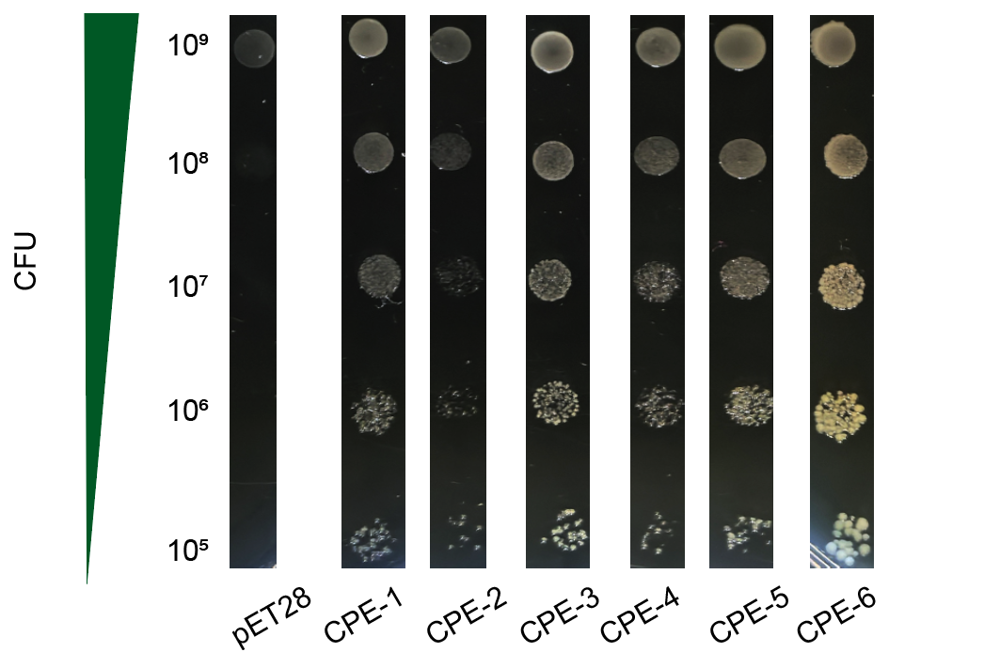 CFU
10⁹
10⁸
10⁷
10⁶
10⁵
pET28
CPE-1
CPE-2
CPE-3
CPE-4
CPE-5
CPE-6